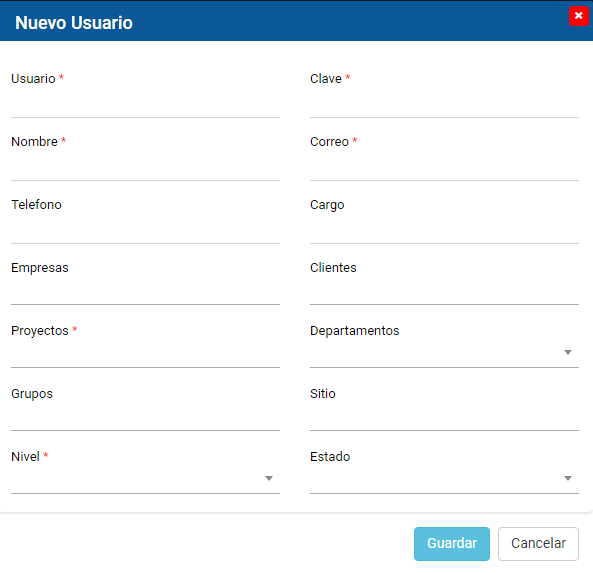 Nuevo Usuario
Usuario *
Clave *
Nombre *
Correo *
Telefono
Cargo
Empresas
Clientes
Proyectos *
Departamentos
Grupos
Sitio
Nivel *
Estado
Guardar
Cancelar